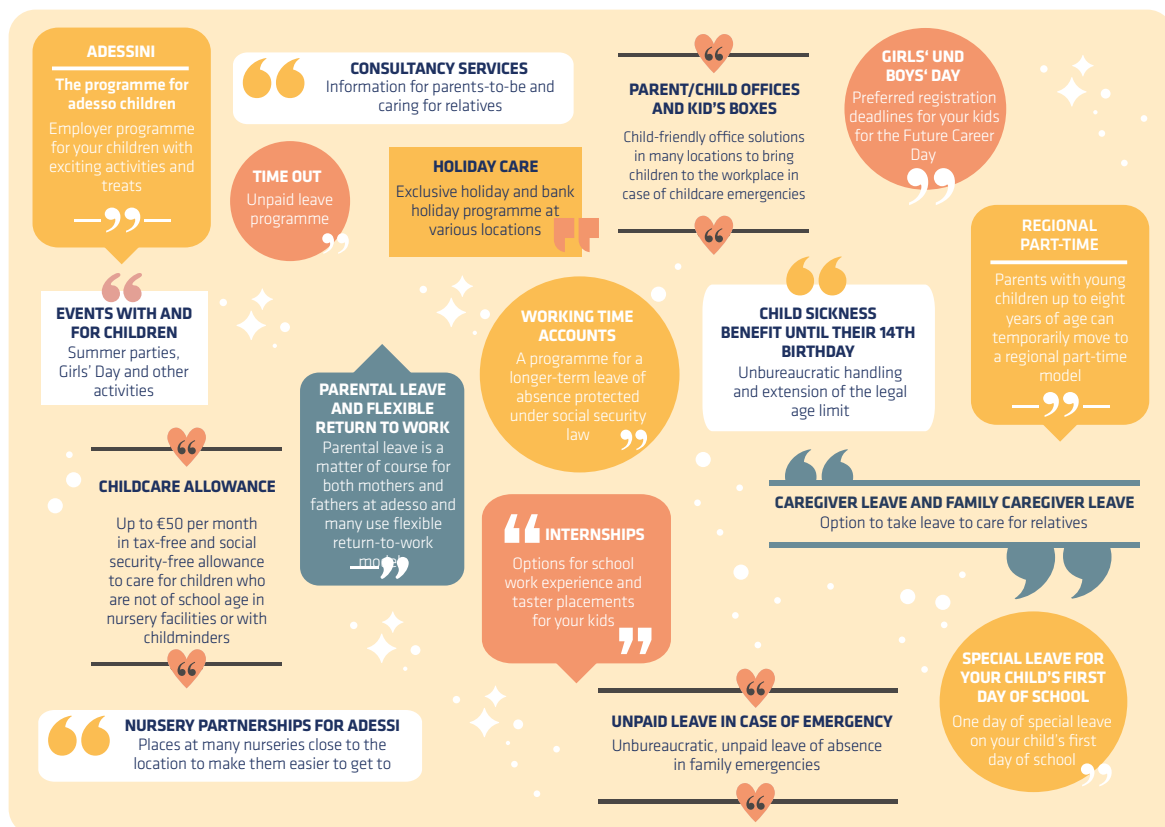 ADESSINI
The programme for
adesso children
Employer programme
for your children with
exciting activities and
treats
CONSULTANCY SERVICES
Information for parents-to-be and
caring for relatives
PARENT/CHILD OFFICES
AND KID'S BOXES
Child-friendly office solutions
in many locations to bring
children to the workplace in
case of childcare emergencies
GIRLS‘ UND
BOYS‘ DAY
Preferred registration
deadlines for your kids
for the Future Career
Day
TIME OUT
Unpaid leave
programme
HOLIDAY CARE
Exclusive holiday and bank
holiday programme at
various locations
REGIONAL
PART-TIME
Parents with young
children up to eight
years of age can
temporarily move to
a regional part-time
model
EVENTS WITH AND
FOR CHILDREN
Summer parties,
Girls’ Day and other
activities
PARENTAL LEAVE
AND FLEXIBLE
RETURN TO WORK
Parental leave is a
matter of course for
both mothers and
fathers at adesso and
many use flexible
return-to-work
models
WORKING TIME
ACCOUNTS
A programme for a
longer-term leave of
absence protected
under social security
law
CHILD SICKNESS
BENEFIT UNTIL THEIR 14TH
BIRTHDAY
Unbureaucratic handling
and extension of the legal
age limit
CHILDCARE ALLOWANCE
Up to €50 per month
in tax-free and social
security-free allowance
to care for children who
are not of school age in
nursery facilities or with
childminders
INTERNSHIPS
Options for school
work experience and
taster placements
for your kids
CAREGIVER LEAVE AND FAMILY CAREGIVER LEAVE
Option to take leave to care for relatives
SPECIAL LEAVE FOR
YOUR CHILD'S FIRST
DAY OF SCHOOL
One day of special leave
on your child's first
day of school
NURSERY PARTNERSHIPS FOR ADESSI
Places at many nurseries close to the
location to make them easier to get to
UNPAID LEAVE IN CASE OF EMERGENCY
Unbureaucratic, unpaid leave of absence
in family emergencies